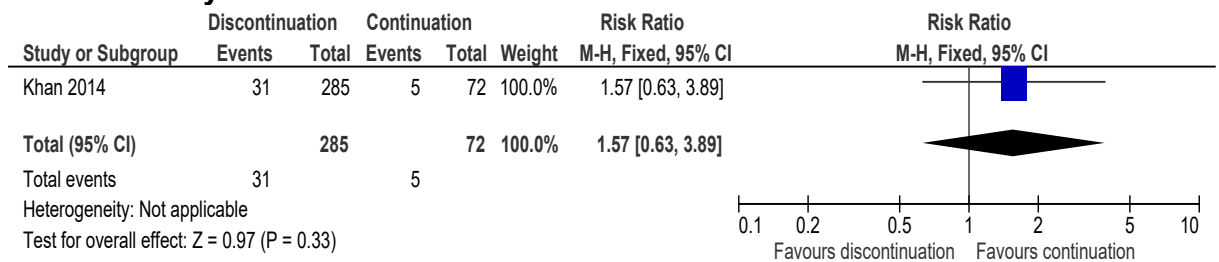 Discontinuation Continuation Risk Ratio Risk Ratio
Study or Subgroup Events Total Events Total Weight M-H, Fixed, 95% CI M-H, Fixed, 95% CI
Khan 2014 31 285 5 72 100.0% 1.57 [0.63, 3.89]
Total (95% CI) 285 72 100.0% 1.57 [0.63, 3.89]
Total events 31 5
Heterogeneity: Not applicable
Test for overall effect: Z = 0.97 (P = 0.33)
0.1 0.2 0.5 1 2 5 10
Favours discontinuation Favours continuation